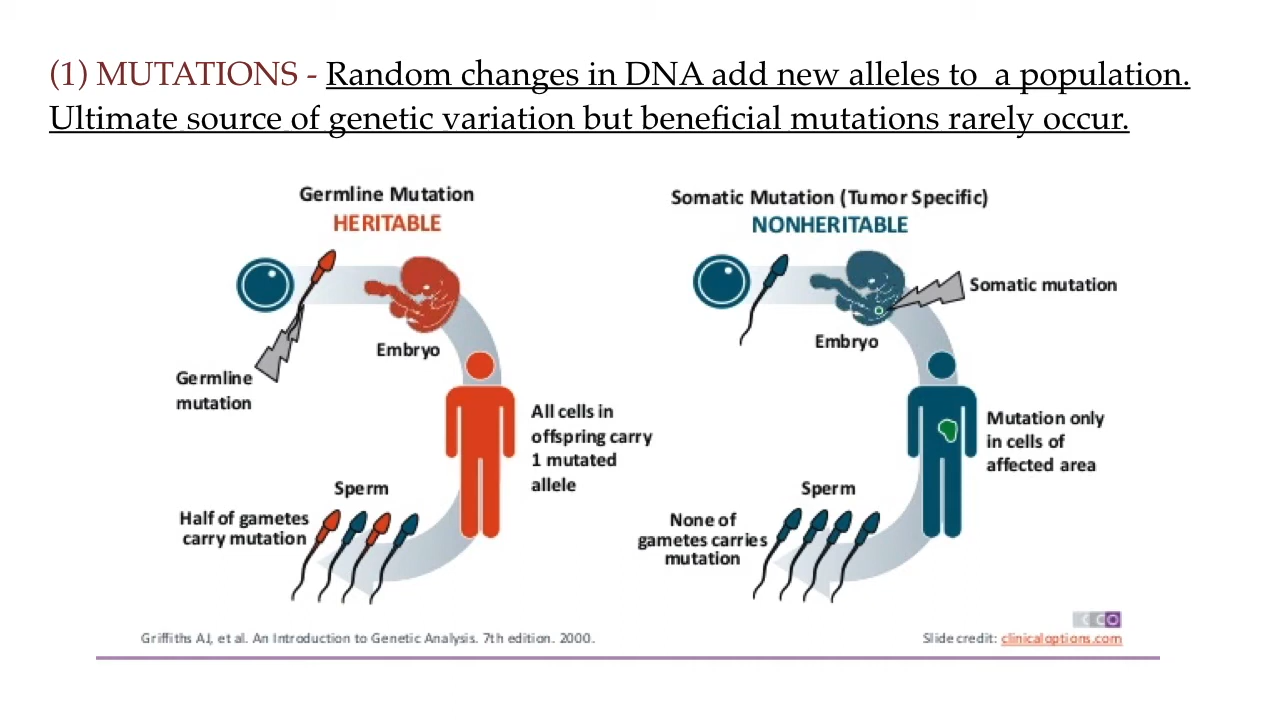 (1) MUTATIONS - Random changes in DNA add new alleles to a population.
Ultimate source of genetic variation but beneficial mutations rarely occur.
Germline Mutation
HERITABLE
Embryo
Germline
mutation
All cells in
offspring carry
1 mutated
allele
Sperm
Half of gametes
carry mutation
Somatic Mutation (Tumor Specific)
NONHERITABLE
Somatic mutation
Embryo
Mutation only
in cells of
affected area
Sperm
None of
gametes carries
mutation
CCO
Griffiths AJ, et al. An Introduction to Genetic Analysis. 7th edition. 2000.
Slide credit: clinicaloptions.com